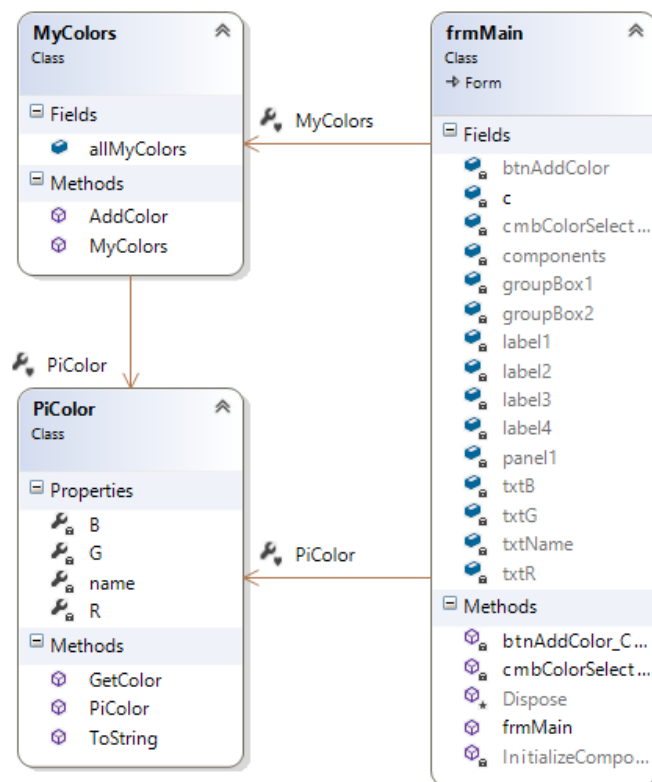 MyColors
Class
Fields
allMyColors
Methods
AddColor
MyColors
MyColors
PiColor
PiColor
Class
Properties
B
G
name
R
Methods
GetColor
PiColor
ToString
PiColor
frmMain
Class
Form
Fields
btnAddColor
c
cmbColorSelect...
components
groupBox1
groupBox2
label1
label2
label3
label4
panel1
txtB
txtG
txtName
txtR
Methods
btnAddColor_C...
cmbColorSelect...
Dispose
frmMain
InitializeCompo...